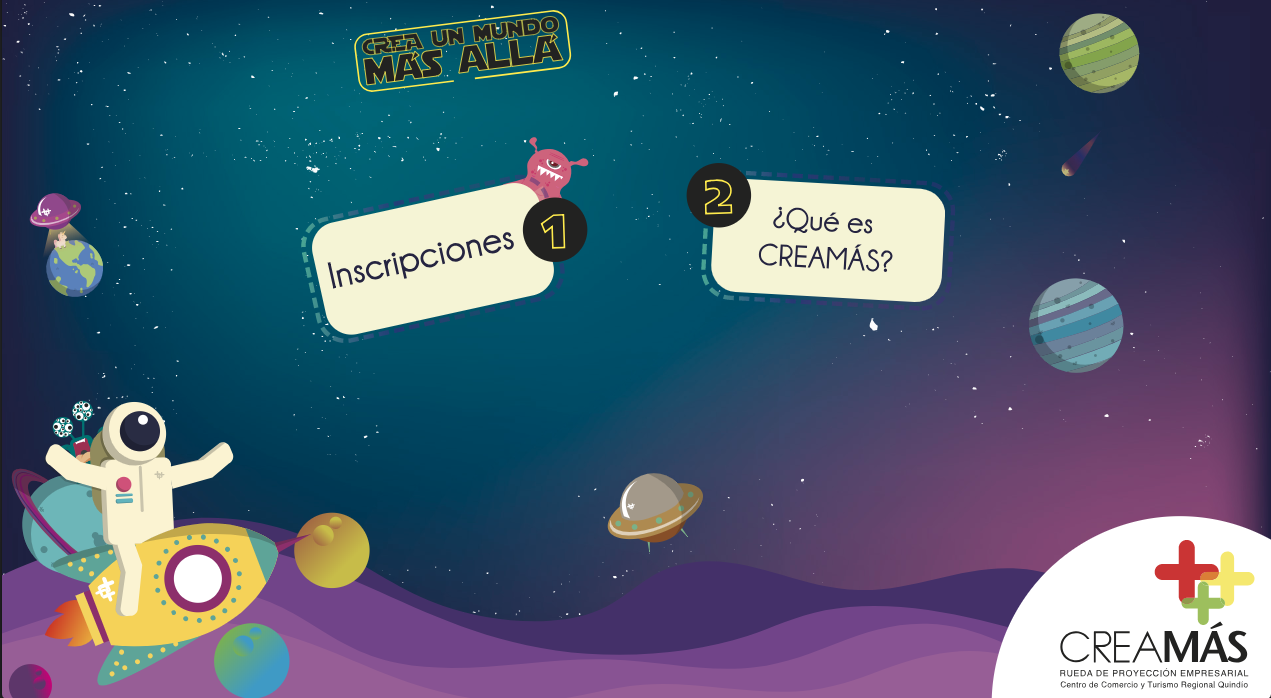 CREA UN MUNDO
MÁS ALLÁ
Inscripciones
1
2
¿Qué es
CREAMÁS?
CREAMÁS
RUEDA DE PROYECCIÓN EMPRESARIAL
Centro de Comercio y Turismo Regional Quindío